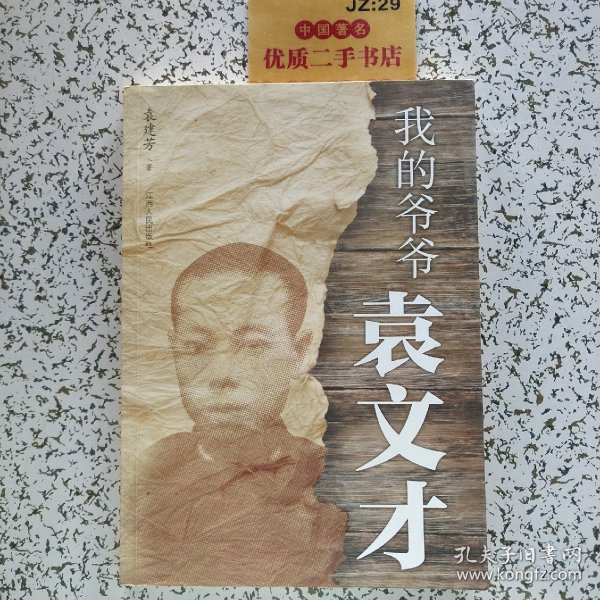 JZ:29
中国著名
优质二手书店
我的爷爷
袁文才
袁建芳 著
江西人民出版社
孔夫子旧书网
www.kongfz.com